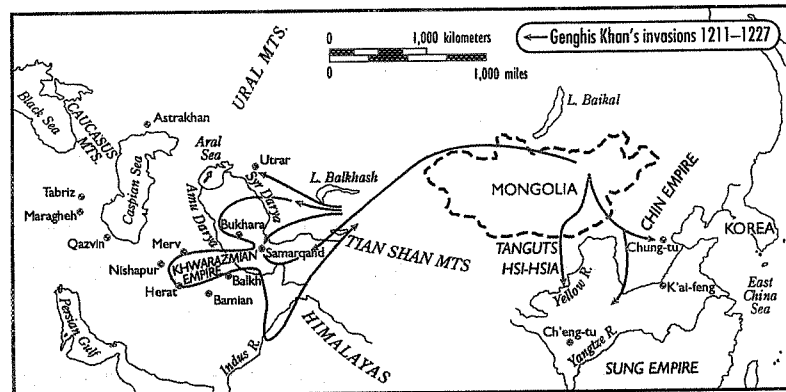 0 1,000 kilometers
0 1,000 miles
Genghis Khan's invasions 1211–1227
URAL MTS.
L. Baikal
Black Sea
CAUCASUS
MTS.
Astrakhan
Aral
Sea
Utrar
L. Balkhash
Caspian Sea
Syr Darya
MONGOLIA
CHIN EMPIRE
Tabriz
Maragheh
Amu Darya
Bukhara
KOREA
Qazvin
Merv
Samarqand
TIAN SHAN MTS
TANGUTS
HSI-HSIA
Chung-tu
Nishapur
KHWARAZMIAN
EMPIRE
Balkh
Herat
Bamian
Yellow R.
K'ai-feng
East
China
Sea
Persian Gulf
Indus R.
HIMALAYAS
Ch'eng-tu
Yangtze R.
SUNG EMPIRE